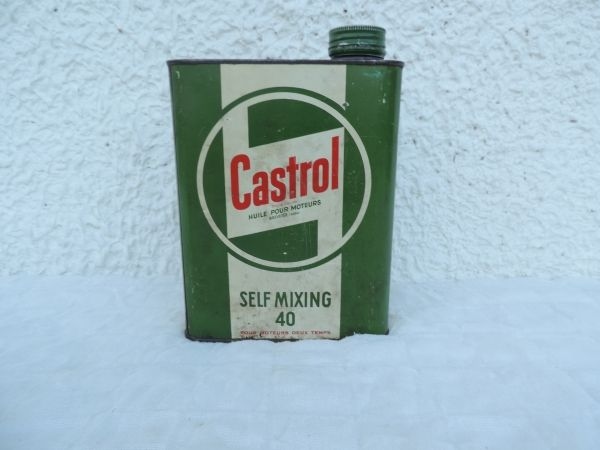 Castrol
HUILE POUR MOTEURS
SELF MIXING
40
POUR MOTEURS DEUX TEMPS